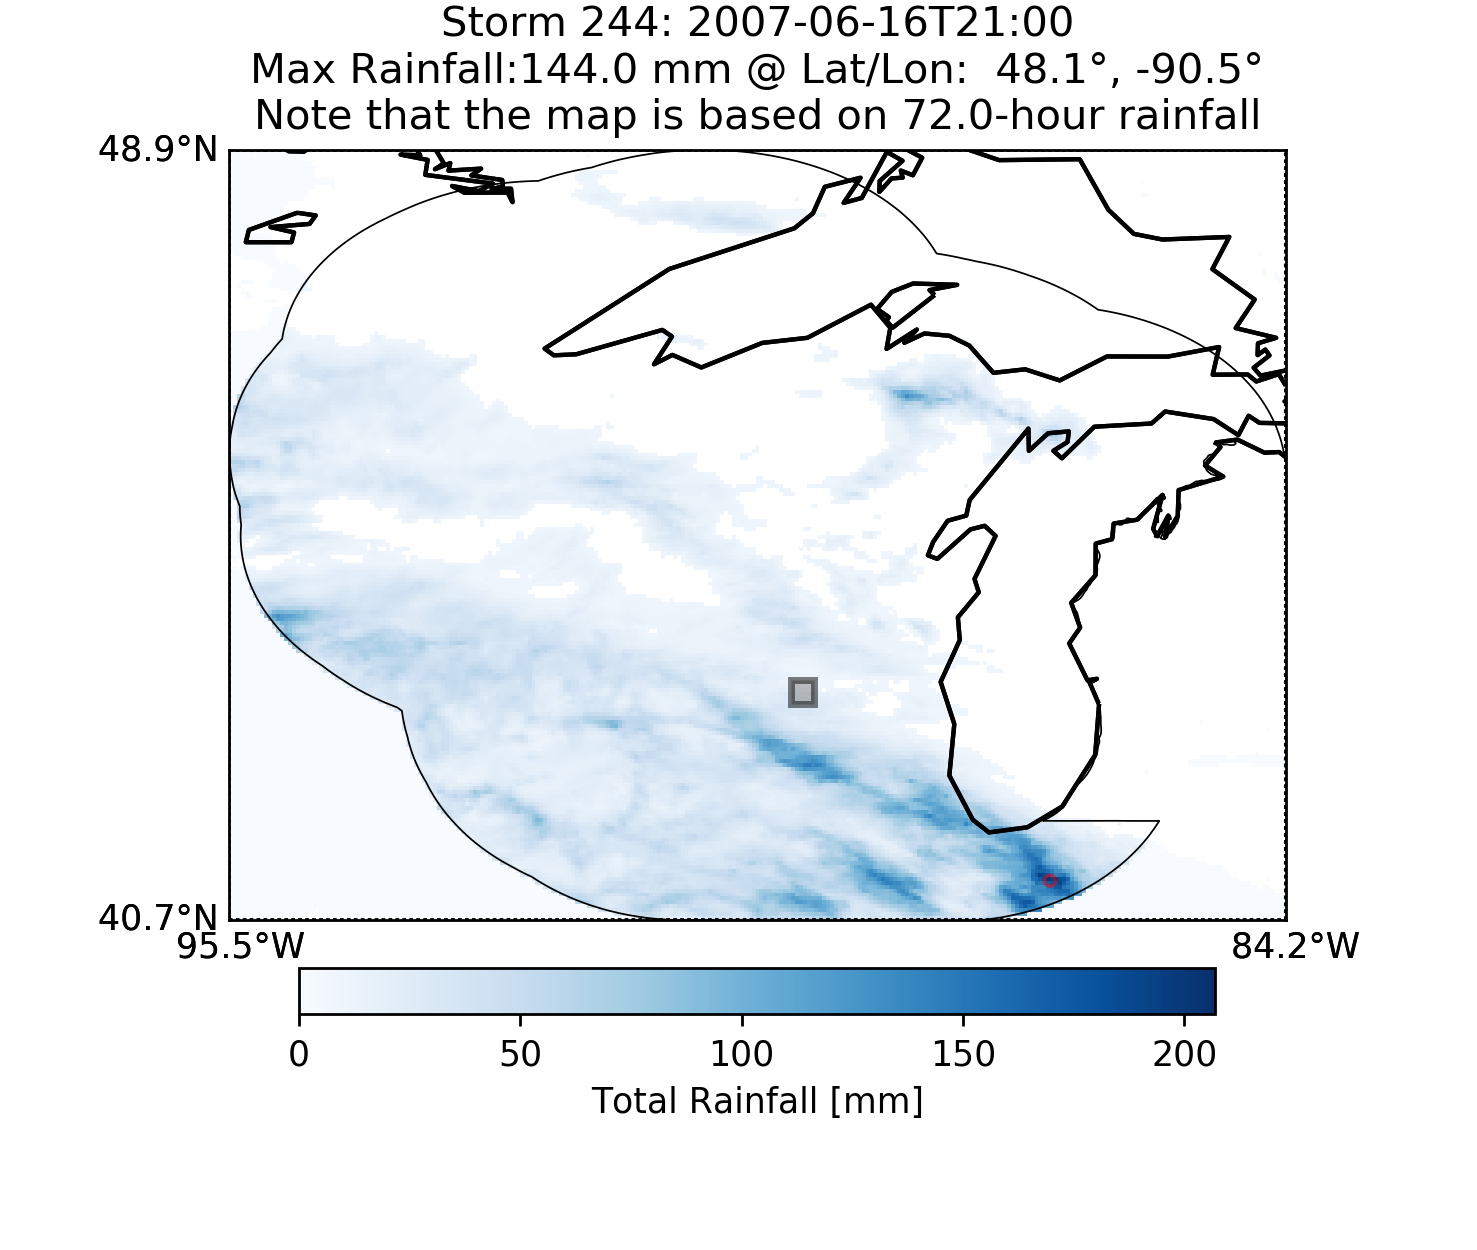 Storm 244: 2007-06-16T21:00
Max Rainfall:144.0 mm @ Lat/Lon:  48.1°, -90.5°
Note that the map is based on 72.0-hour rainfall
48.9°N
40.7°N
95.5°W 84.2°W
0 50 100 150 200
Total Rainfall [mm]